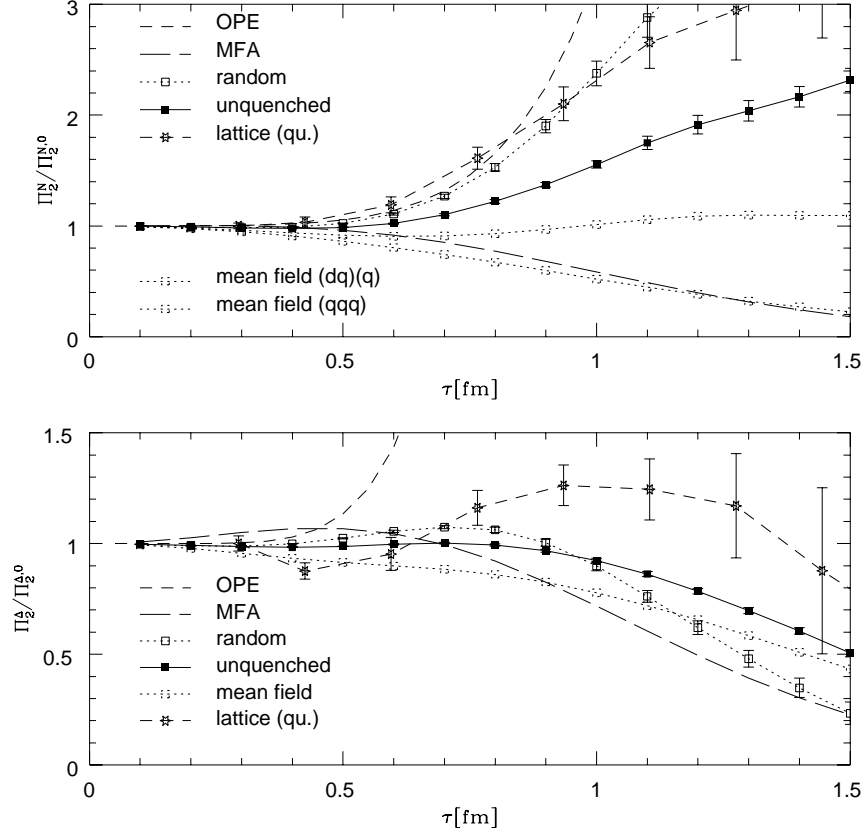 3
2
1
0
Π₂ᴺ/Π₂ᴺ,⁰
OPE
MFA
random
unquenched
lattice (qu.)
mean field (dq)(q)
mean field (qqq)
0 0.5 1 1.5
τ[fm]
1.5
1
0.5
0
Π₂^Δ/Π₂^Δ,⁰
OPE
MFA
random
unquenched
mean field
lattice (qu.)
0 0.5 1 1.5
τ[fm]